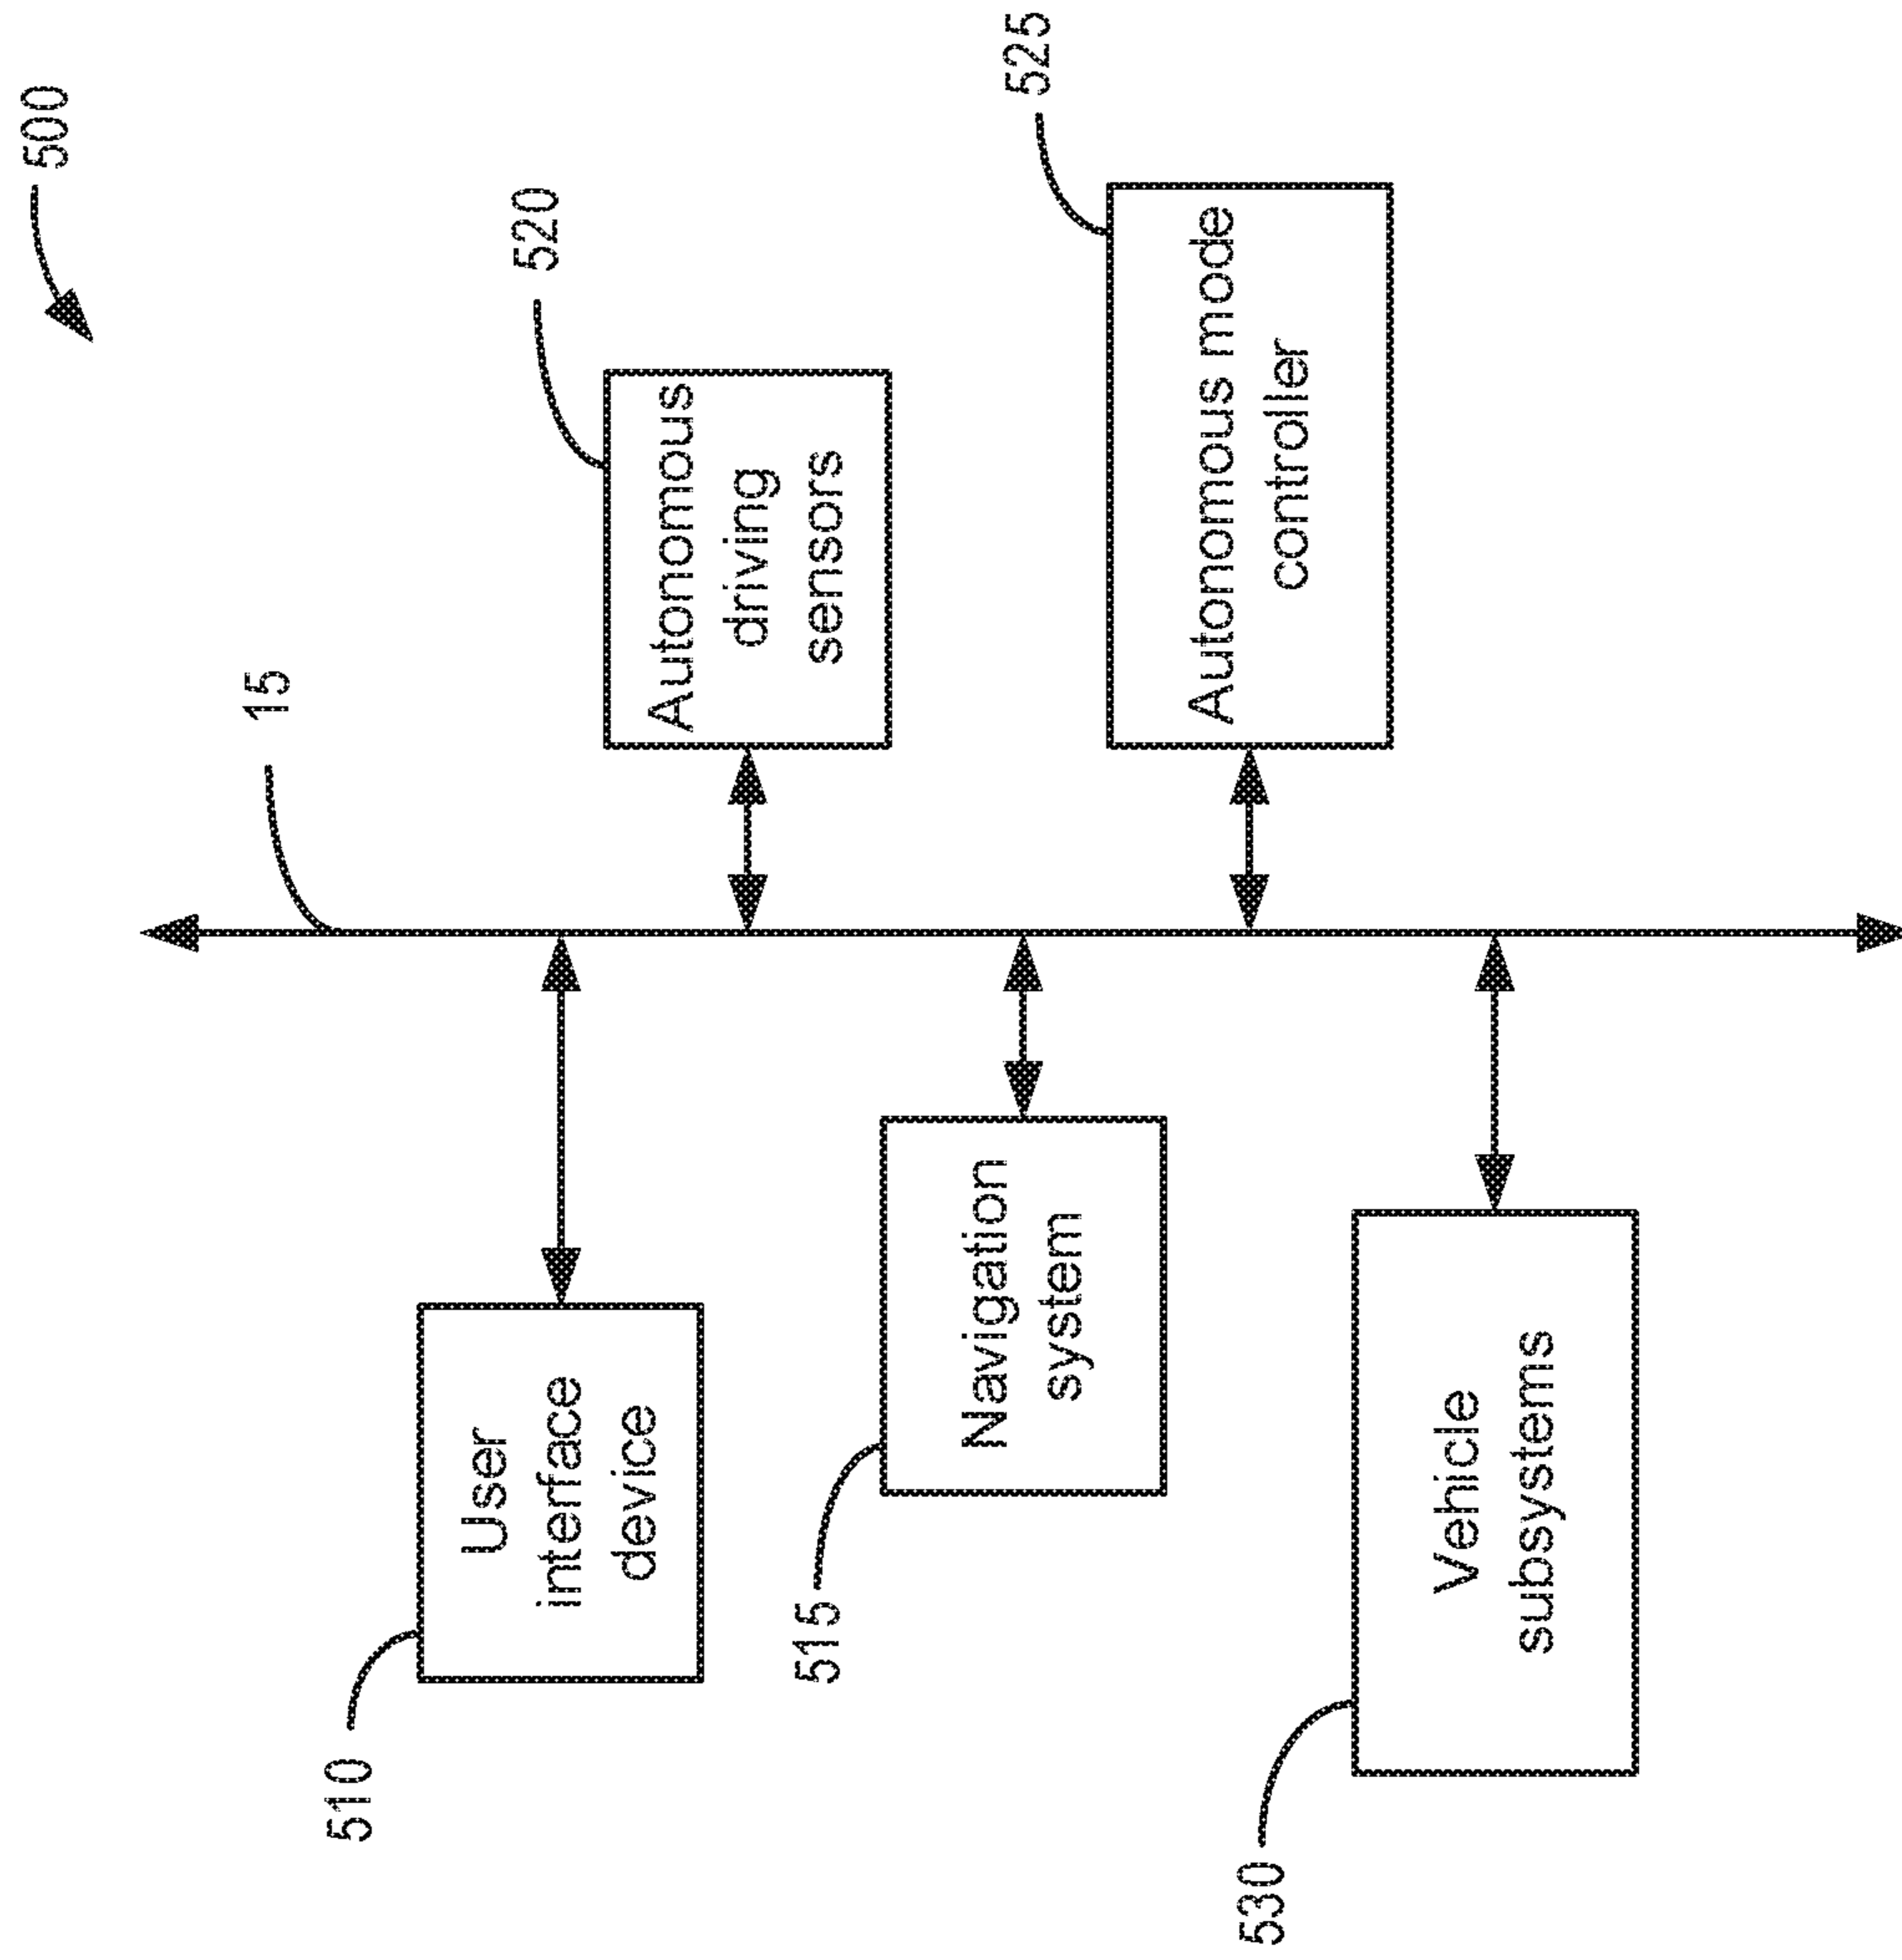 500
15
520
Autonomous
driving
sensors
525
Autonomous mode
controller
510
User
interface
device
515
Navigation
system
530
Vehicle
subsystems